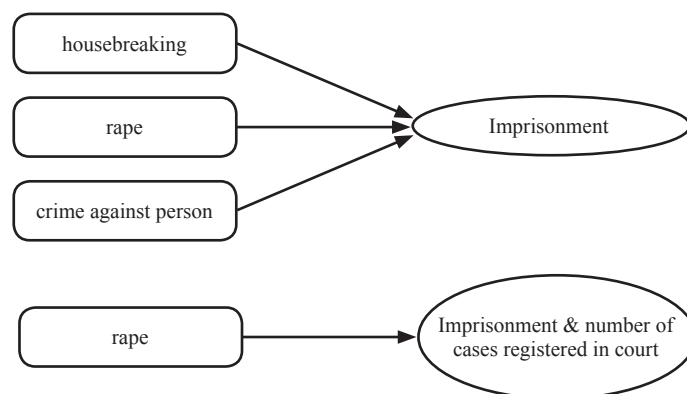 housebreaking
rape
Imprisonment
crime against person
rape
Imprisonment & number of
cases registered in court